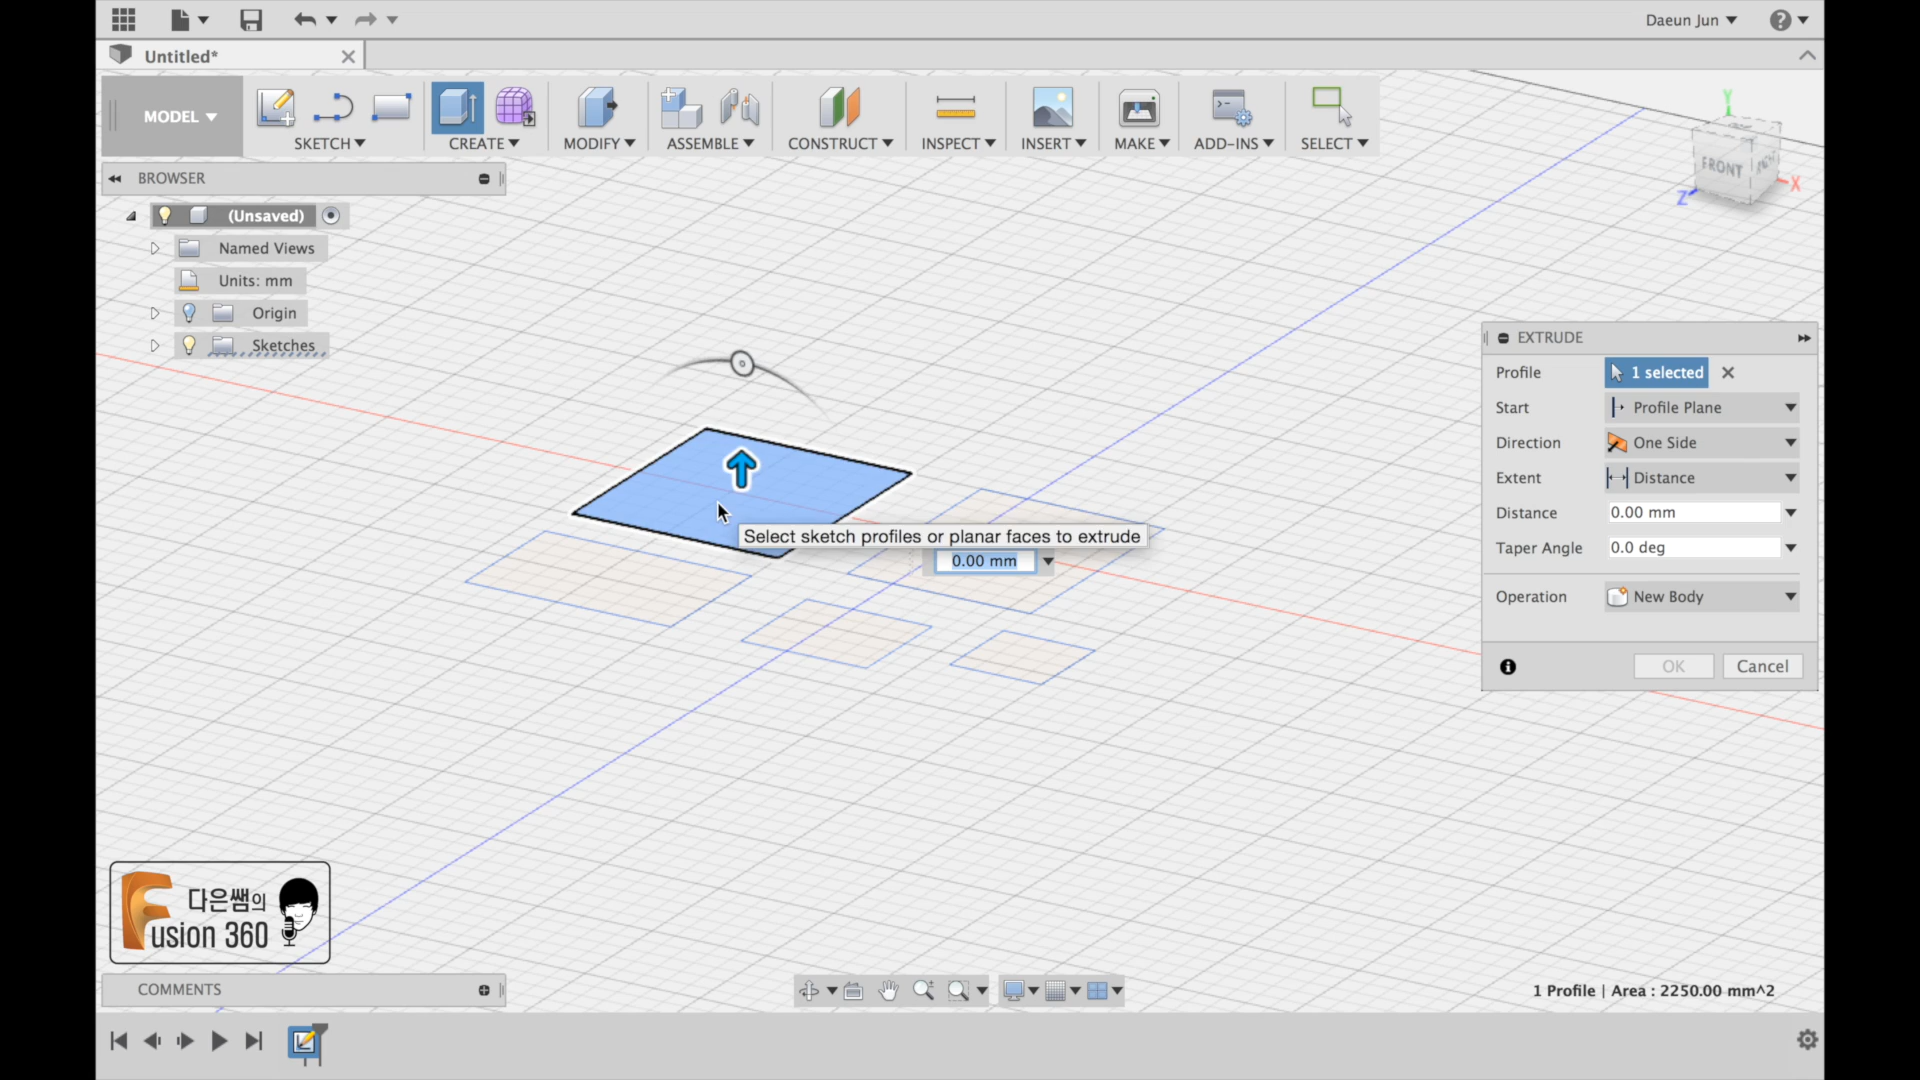 Daeun Jun
Untitled*
MODEL
SKETCH
CREATE
MODIFY
ASSEMBLE
CONSTRUCT
INSPECT
INSERT
MAKE
ADD-INS
SELECT
BROWSER
(Unsaved)
Named Views
Units: mm
Origin
Sketches
Y
FRONT
RIGHT
X
Z
EXTRUDE
Profile 1 selected
Start Profile Plane
Direction One Side
Extent Distance
Distance 0.00 mm
Taper Angle 0.0 deg
Operation New Body
OK Cancel
Select sketch profiles or planar faces to extrude
0.00 mm
다은쌤의
Fusion 360
COMMENTS
1 Profile | Area : 2250.00 mm^2